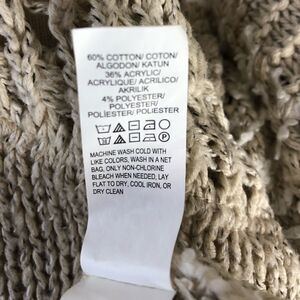 60% COTTON/ COTON/
ALGODON/ KATUN
36% ACRYLIC/
ACRYLIQUE/ ACRILICO/
AKRILIK
4% POLYESTER/
POLYESTER/
POLIESTER/ POLIESTER
MACHINE WASH COLD WITH
LIKE COLORS, WASH IN A NET
BAG, ONLY NON-CHLORINE
BLEACH WHEN NEEDED, LAY
FLAT TO DRY, COOL IRON, OR
DRY CLEAN